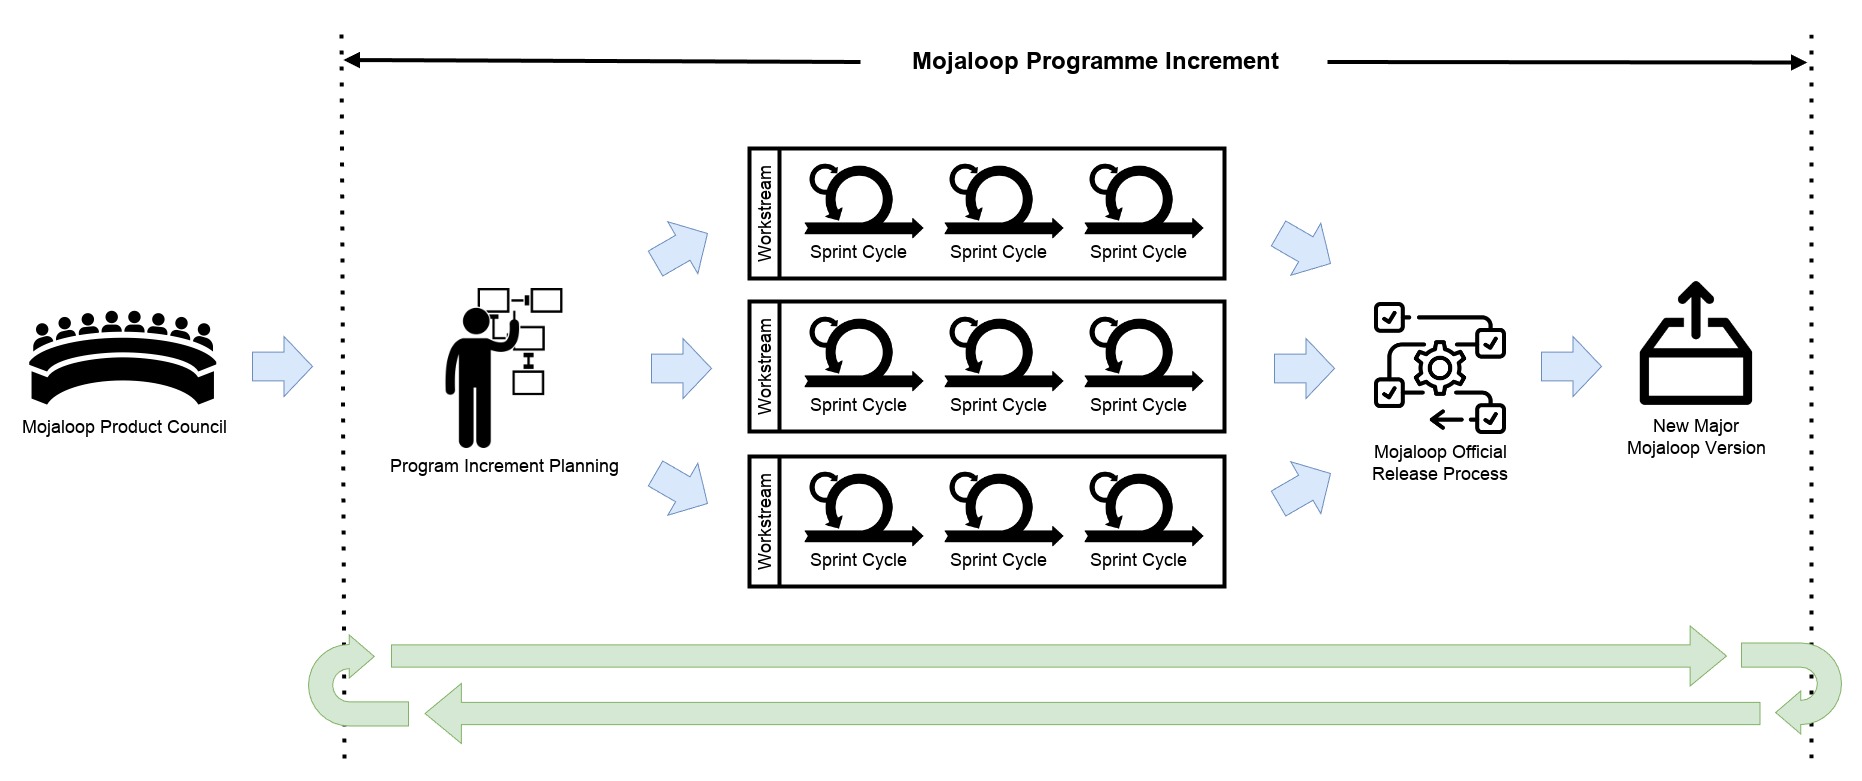 Mojaloop Programme Increment
Mojaloop Product Council
Program Increment Planning
Workstream
Sprint Cycle
Sprint Cycle
Sprint Cycle
Workstream
Sprint Cycle
Sprint Cycle
Sprint Cycle
Workstream
Sprint Cycle
Sprint Cycle
Sprint Cycle
Mojaloop Official
Release Process
New Major
Mojaloop Version